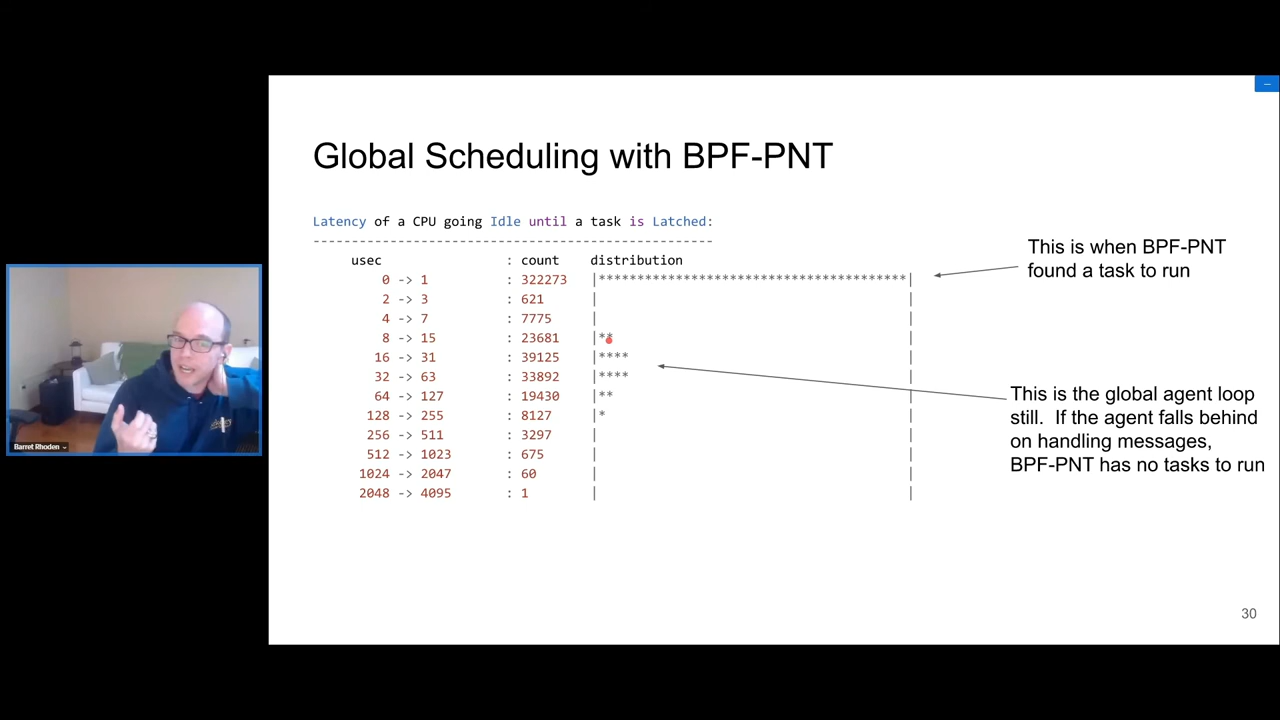 Global Scheduling with BPF-PNT
Latency of a CPU going Idle until a task is Latched:
----------------------------------------------------
usec : count distribution
0 -> 1 : 322273 |****************************************|
2 -> 3 : 621 | |
4 -> 7 : 7775 | |
8 -> 15 : 23681 |** |
16 -> 31 : 39125 |**** |
32 -> 63 : 33892 |**** |
64 -> 127 : 19430 |** |
128 -> 255 : 8127 |* |
256 -> 511 : 3297 | |
512 -> 1023 : 675 | |
1024 -> 2047 : 60 | |
2048 -> 4095 : 1 | |
This is when BPF-PNT
found a task to run
This is the global agent loop
still. If the agent falls behind
on handling messages,
BPF-PNT has no tasks to run
Barret Rhoden
30